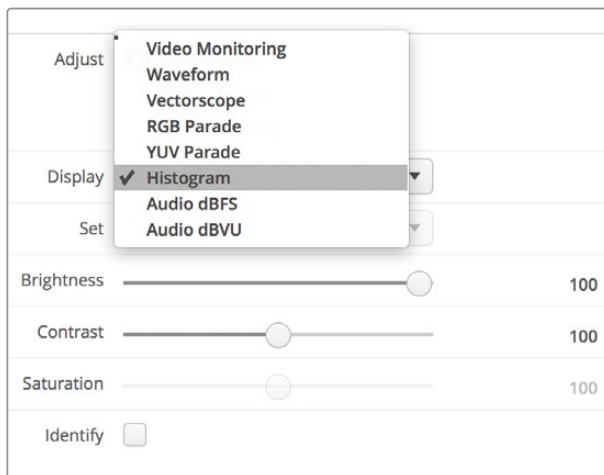 Adjust
Video Monitoring
Waveform
Vectorscope
RGB Parade
YUV Parade
Display ✓ Histogram
Audio dBFS
Set Audio dBVU
Brightness 100
Contrast 100
Saturation 100
Identify